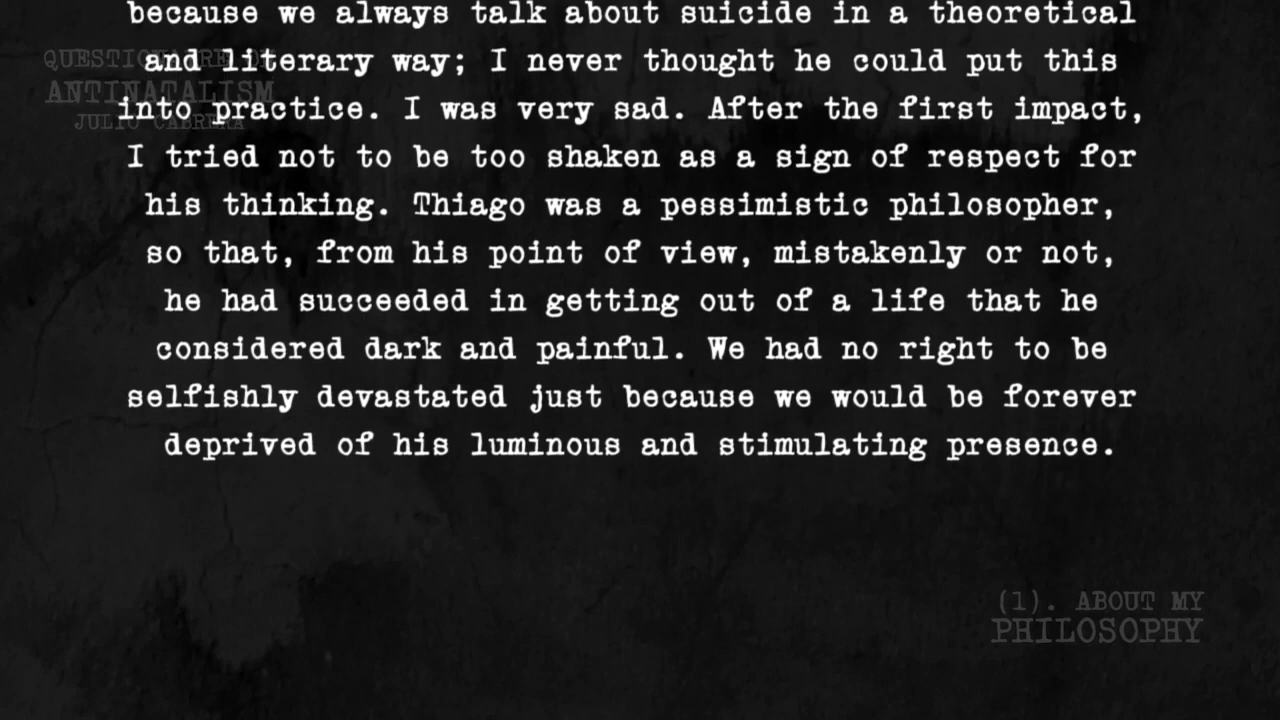 because we always talk about suicide in a theoretical
and literary way; I never thought he could put this
into practice. I was very sad. After the first impact,
I tried not to be too shaken as a sign of respect for
his thinking. Thiago was a pessimistic philosopher,
so that, from his point of view, mistakenly or not,
he had succeeded in getting out of a life that he
considered dark and painful. We had no right to be
selfishly devastated just because we would be forever
deprived of his luminous and stimulating presence.
ANTINATALISM
JULIO CABRERA
(1). ABOUT MY
PHILOSOPHY